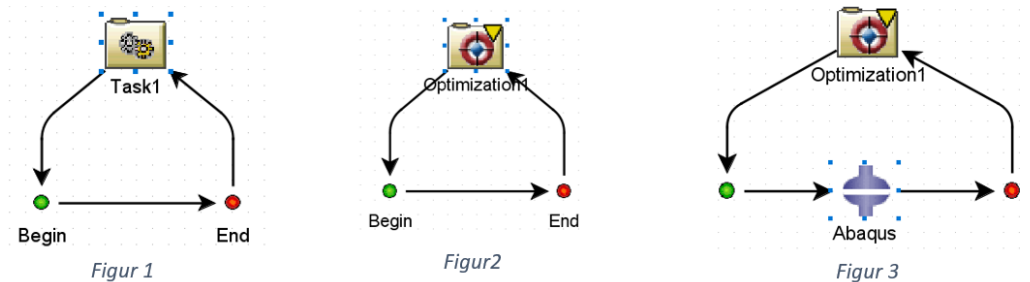 Task1
Begin
End
Figur 1
Optimization1
Begin
End
Figur2
Optimization1
Abaqus
Figur 3